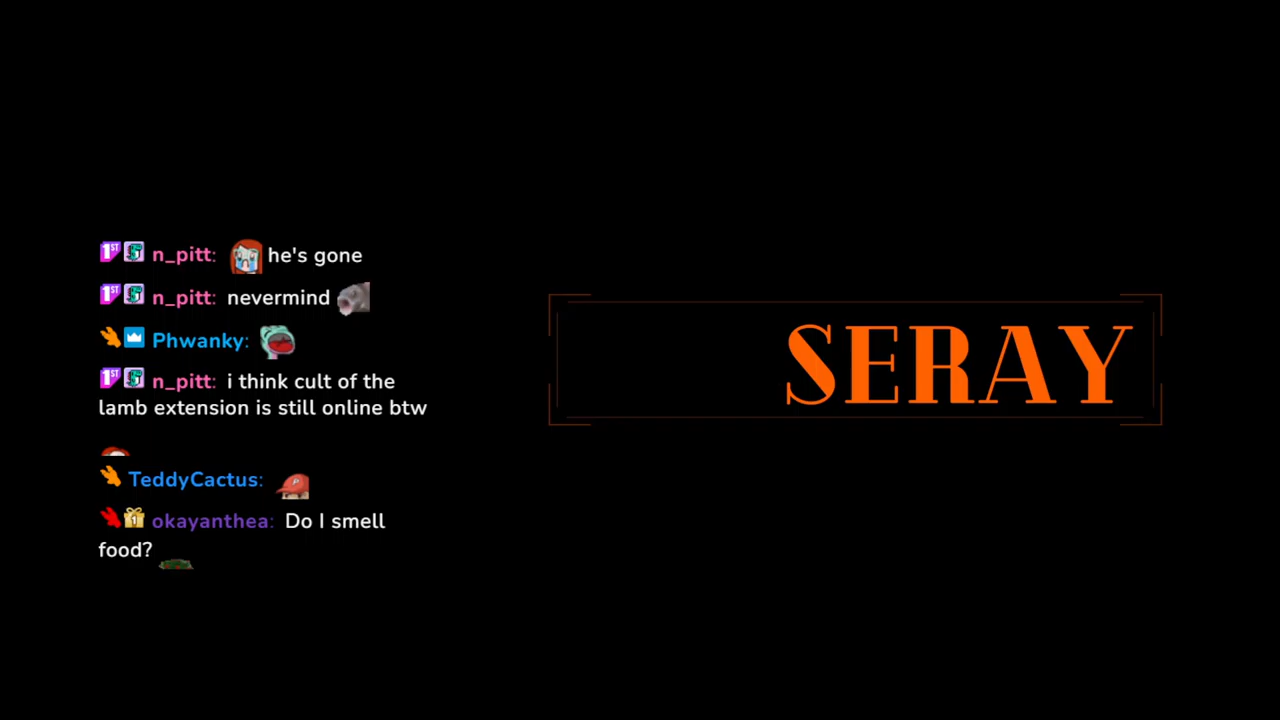 n_pitt: he's gone
n_pitt: nevermind
Phwanky:
n_pitt: i think cult of the
lamb extension is still online btw
TeddyCactus:
okayanthea: Do I smell
food?
SERAY